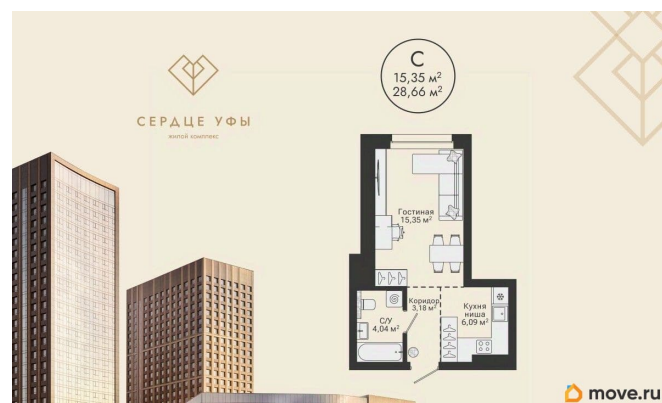 С
15,35 м²
28,66 м²
СЕРДЦЕ УФЫ
жилой комплекс
Гостиная
15,35 м²
Коридор
3,18 м²
Кухня
ниша
6,09 м²
С/У
4,04 м²
move.ru